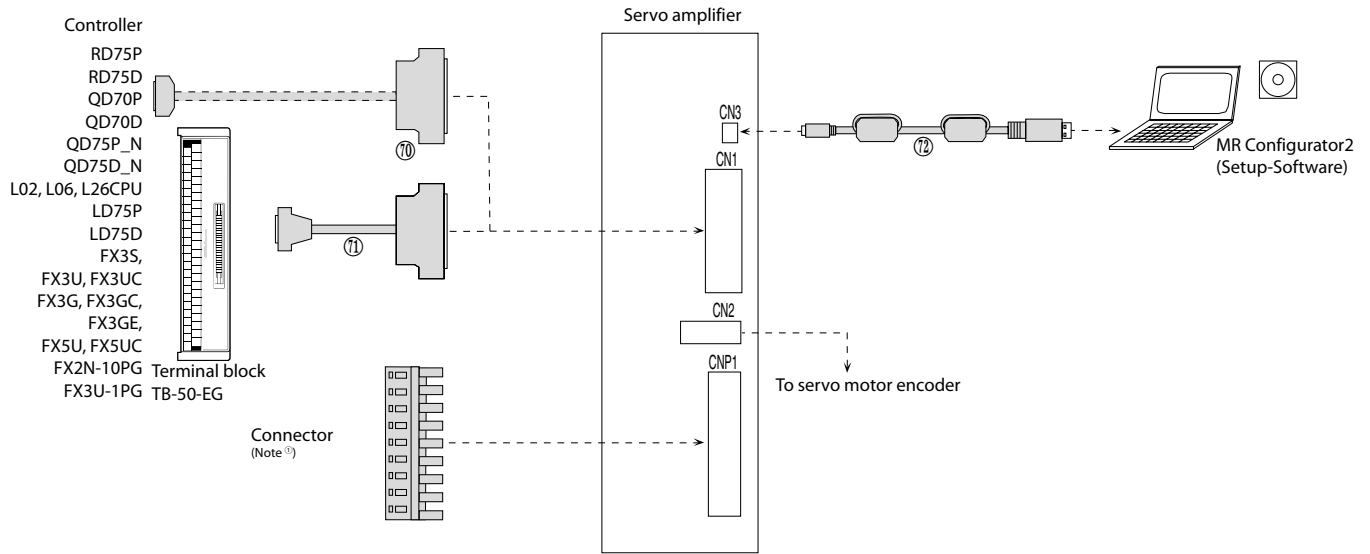 Controller
RD75P
RD75D
QD70P
QD70D
QD75P_N
QD75D_N
L02, L06, L26CPU
LD75P
LD75D
FX3S,
FX3U, FX3UC
FX3G, FX3GC,
FX3GE,
FX5U, FX5UC
FX2N-10PG
FX3U-1PG
Terminal block
TB-50-EG
⑦⓪
⑦①
Connector
(Note ①)
Servo amplifier
CN3
CN1
CN2
CNP1
⑦②
MR Configurator2
(Setup-Software)
To servo motor encoder